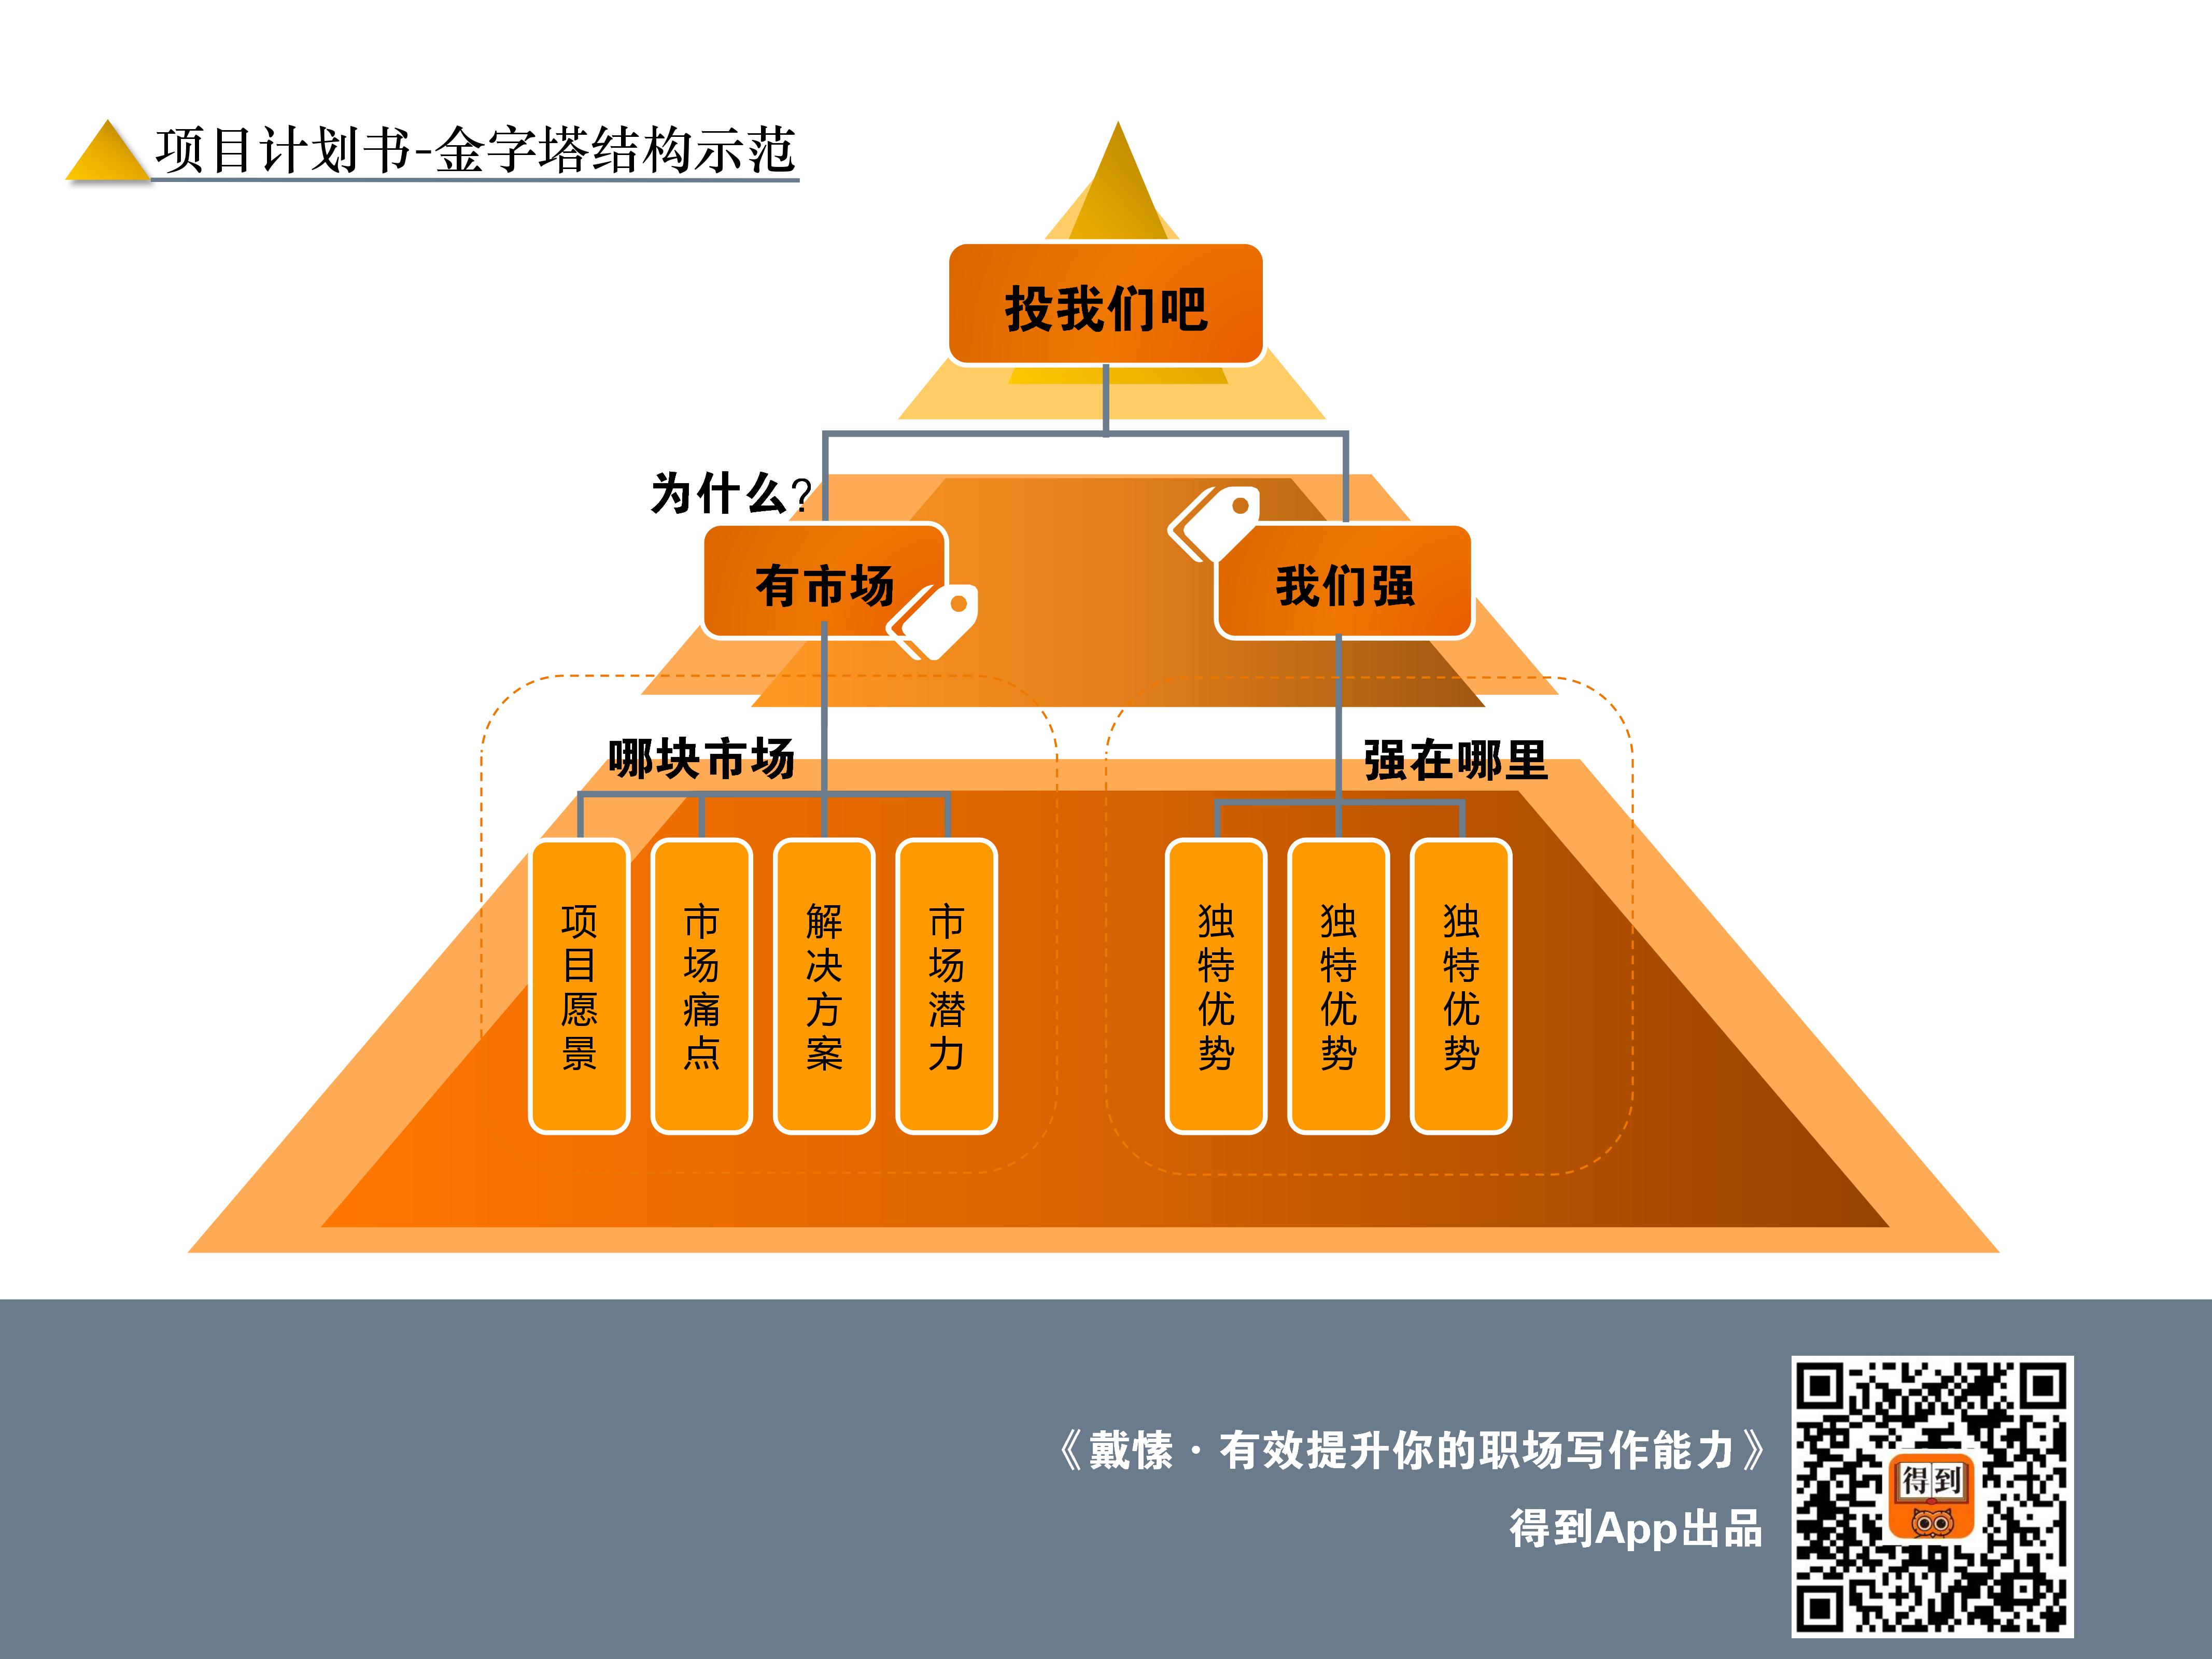 项目计划书-金字塔结构示范
投我们吧
为什么?
有市场
我们强
哪块市场
强在哪里
项目愿景
市场痛点
解决方案
市场潜力
独特优势
独特优势
独特优势
《戴愫·有效提升你的职场写作能力》
得到App出品
得到